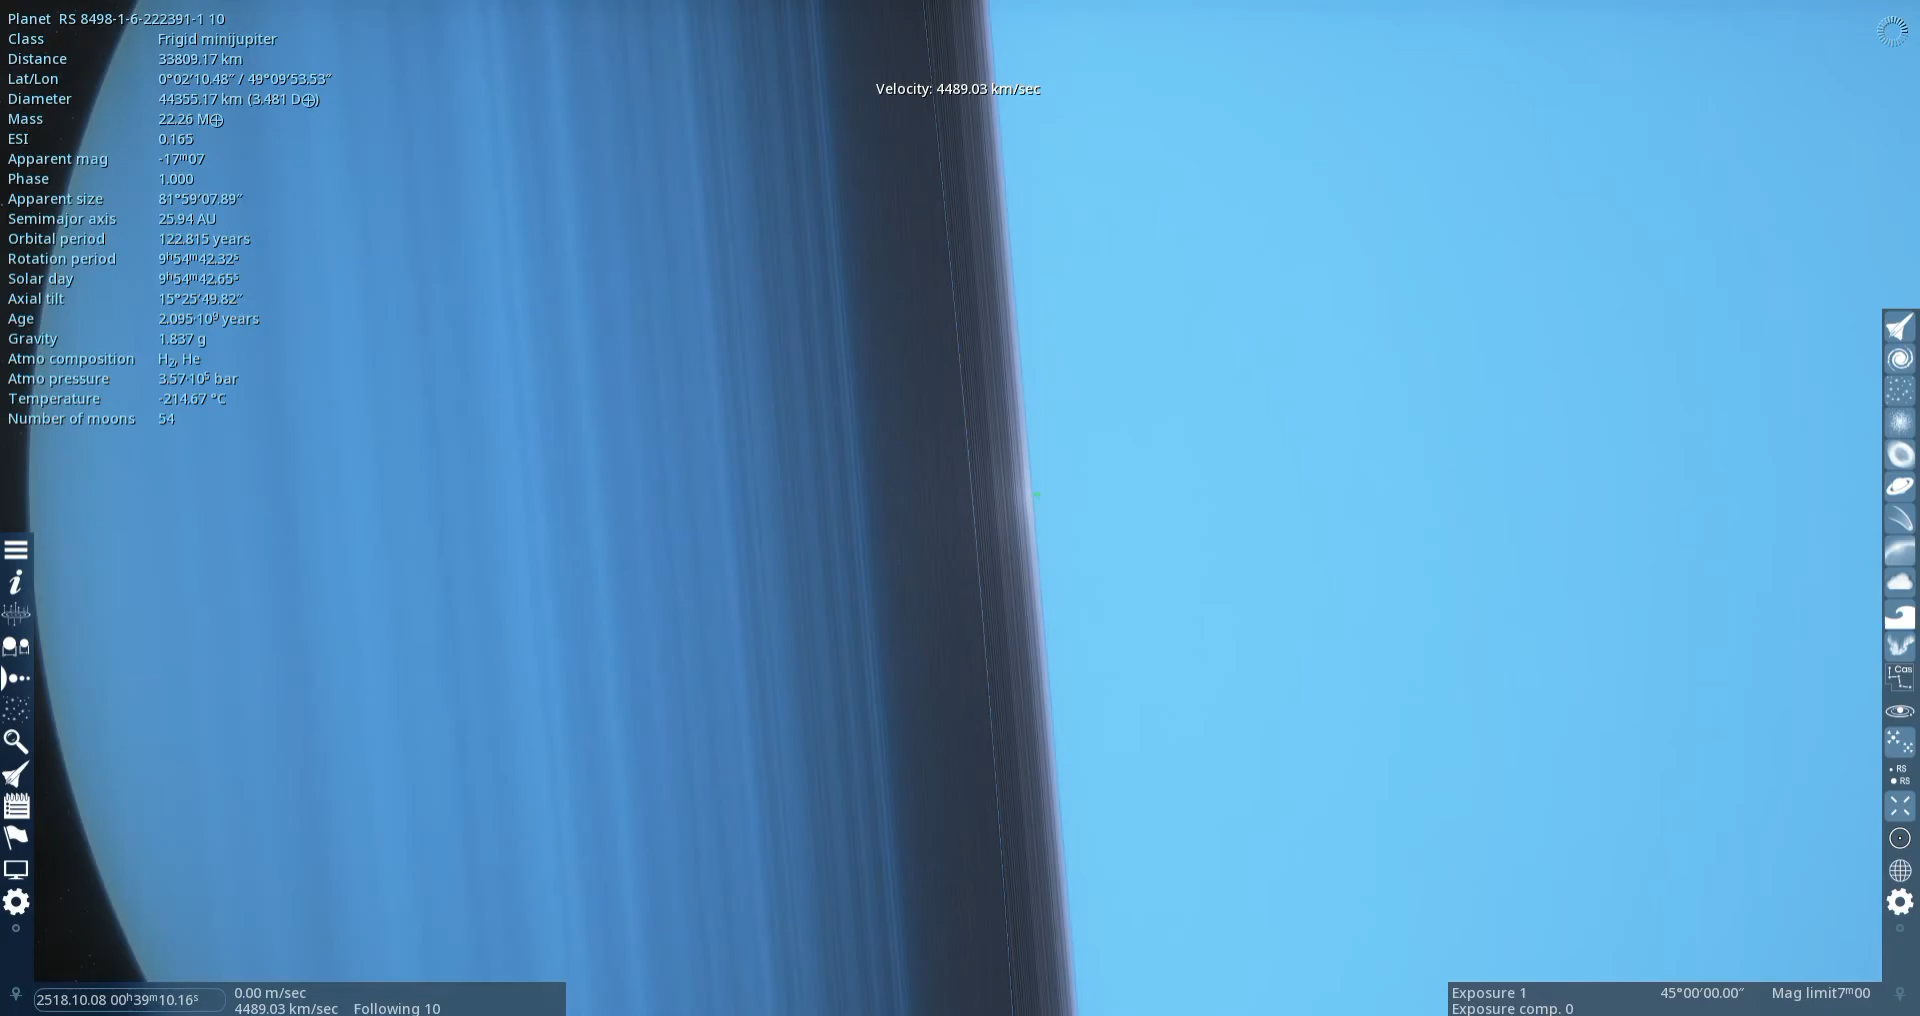 Planet RS 8498-1-6-222391-1 10
Class Frigid minijupiter
Distance 33809.17 km
Lat/Lon 0°02′10.48″ / 49°09′53.53″
Diameter 44355.17 km (3.481 D⊕)
Mass 22.26 M⊕
ESI 0.165
Apparent mag -17ᵐ07
Phase 1.000
Apparent size 81°59′07.89″
Semimajor axis 25.94 AU
Orbital period 122.815 years
Rotation period 9ʰ54ᵐ42.32ˢ
Solar day 9ʰ54ᵐ42.65ˢ
Axial tilt 15°25′49.82″
Age 2.095·10⁹ years
Gravity 1.837 g
Atmo composition H₂, He
Atmo pressure 3.57·10⁵ bar
Temperature -214.67 °C
Number of moons 54
Velocity: 4489.03 km/sec
Cas
RS
RS
2518.10.08 00ʰ39ᵐ10.16ˢ
0.00 m/sec
4489.03 km/sec Following 10
Exposure 1 45°00′00.00″ Mag limit 7ᵐ00
Exposure comp. 0